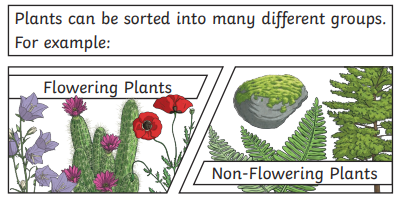 Plants can be sorted into many different groups.
For example:
Flowering Plants
Non-Flowering Plants